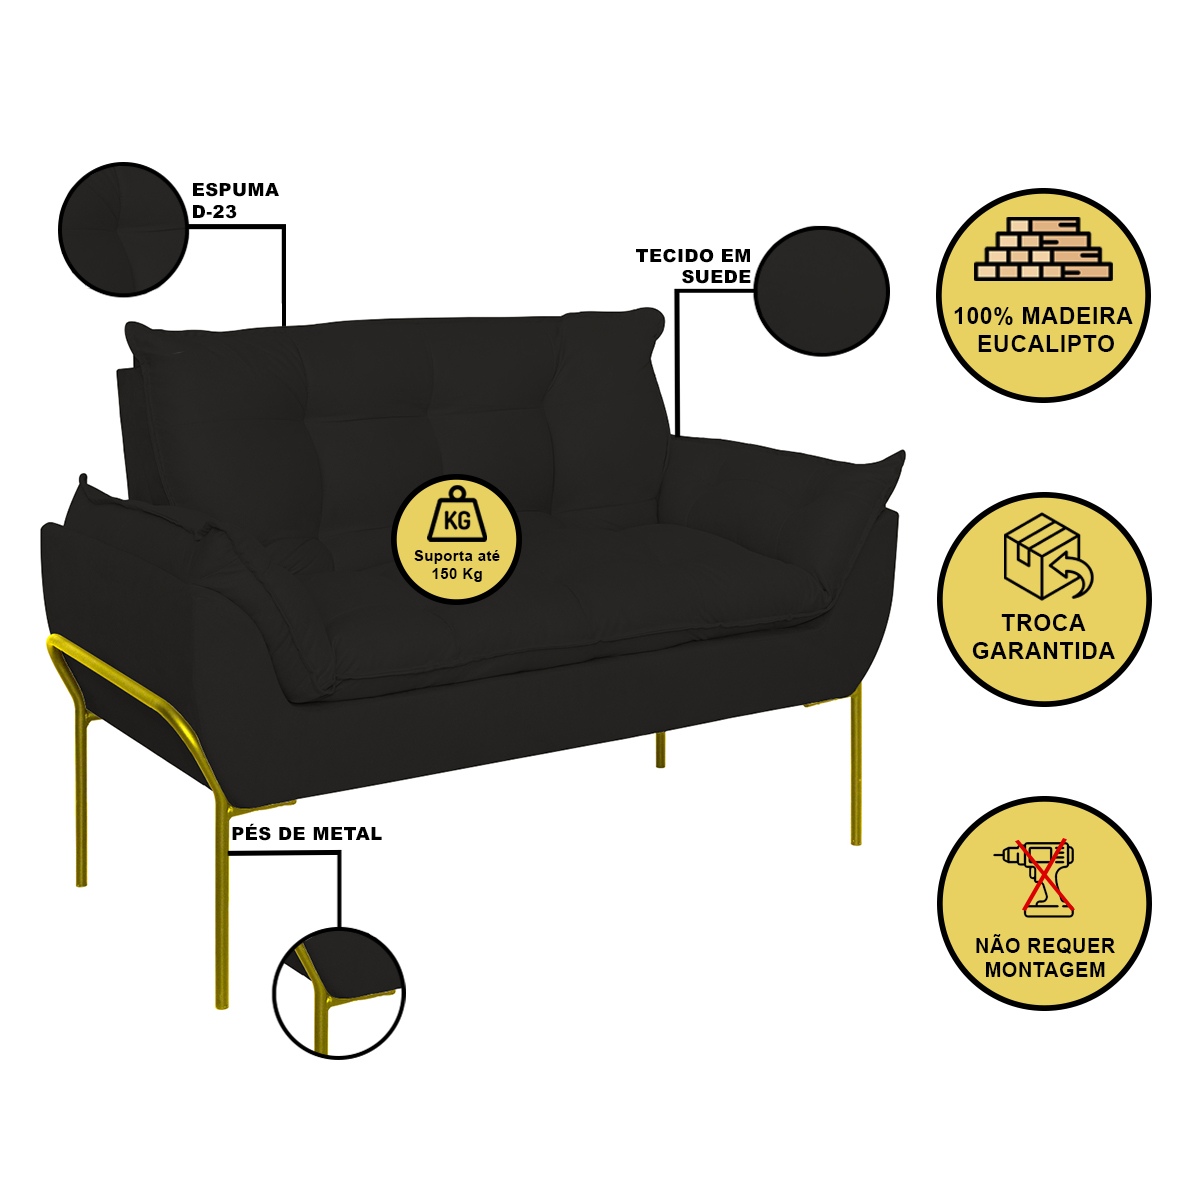 ESPUMA
D-23
TECIDO EM
SUEDE
100% MADEIRA
EUCALIPTO
KG
Suporta até
150 Kg
TROCA
GARANTIDA
PÉS DE METAL
NÃO REQUER
MONTAGEM